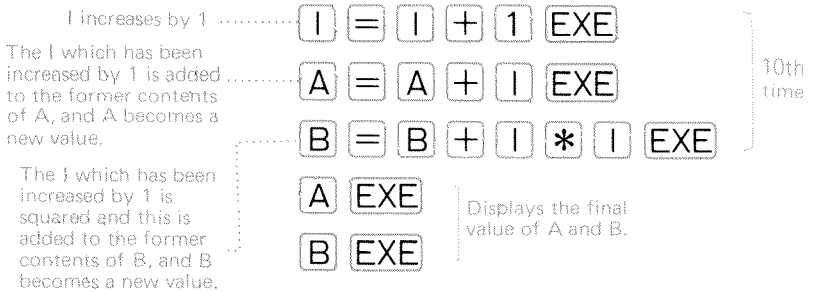 I increases by 1 I = I + 1 EXE
The I which has been
increased by 1 is added
to the former contents
of A, and A becomes a
new value.
A = A + I EXE
10th
time
B = B + I * I EXE
The I which has been
increased by 1 is
squared and this is
added to the former
contents of B, and B
becomes a new value.
A EXE
B EXE
Displays the final
value of A and B.